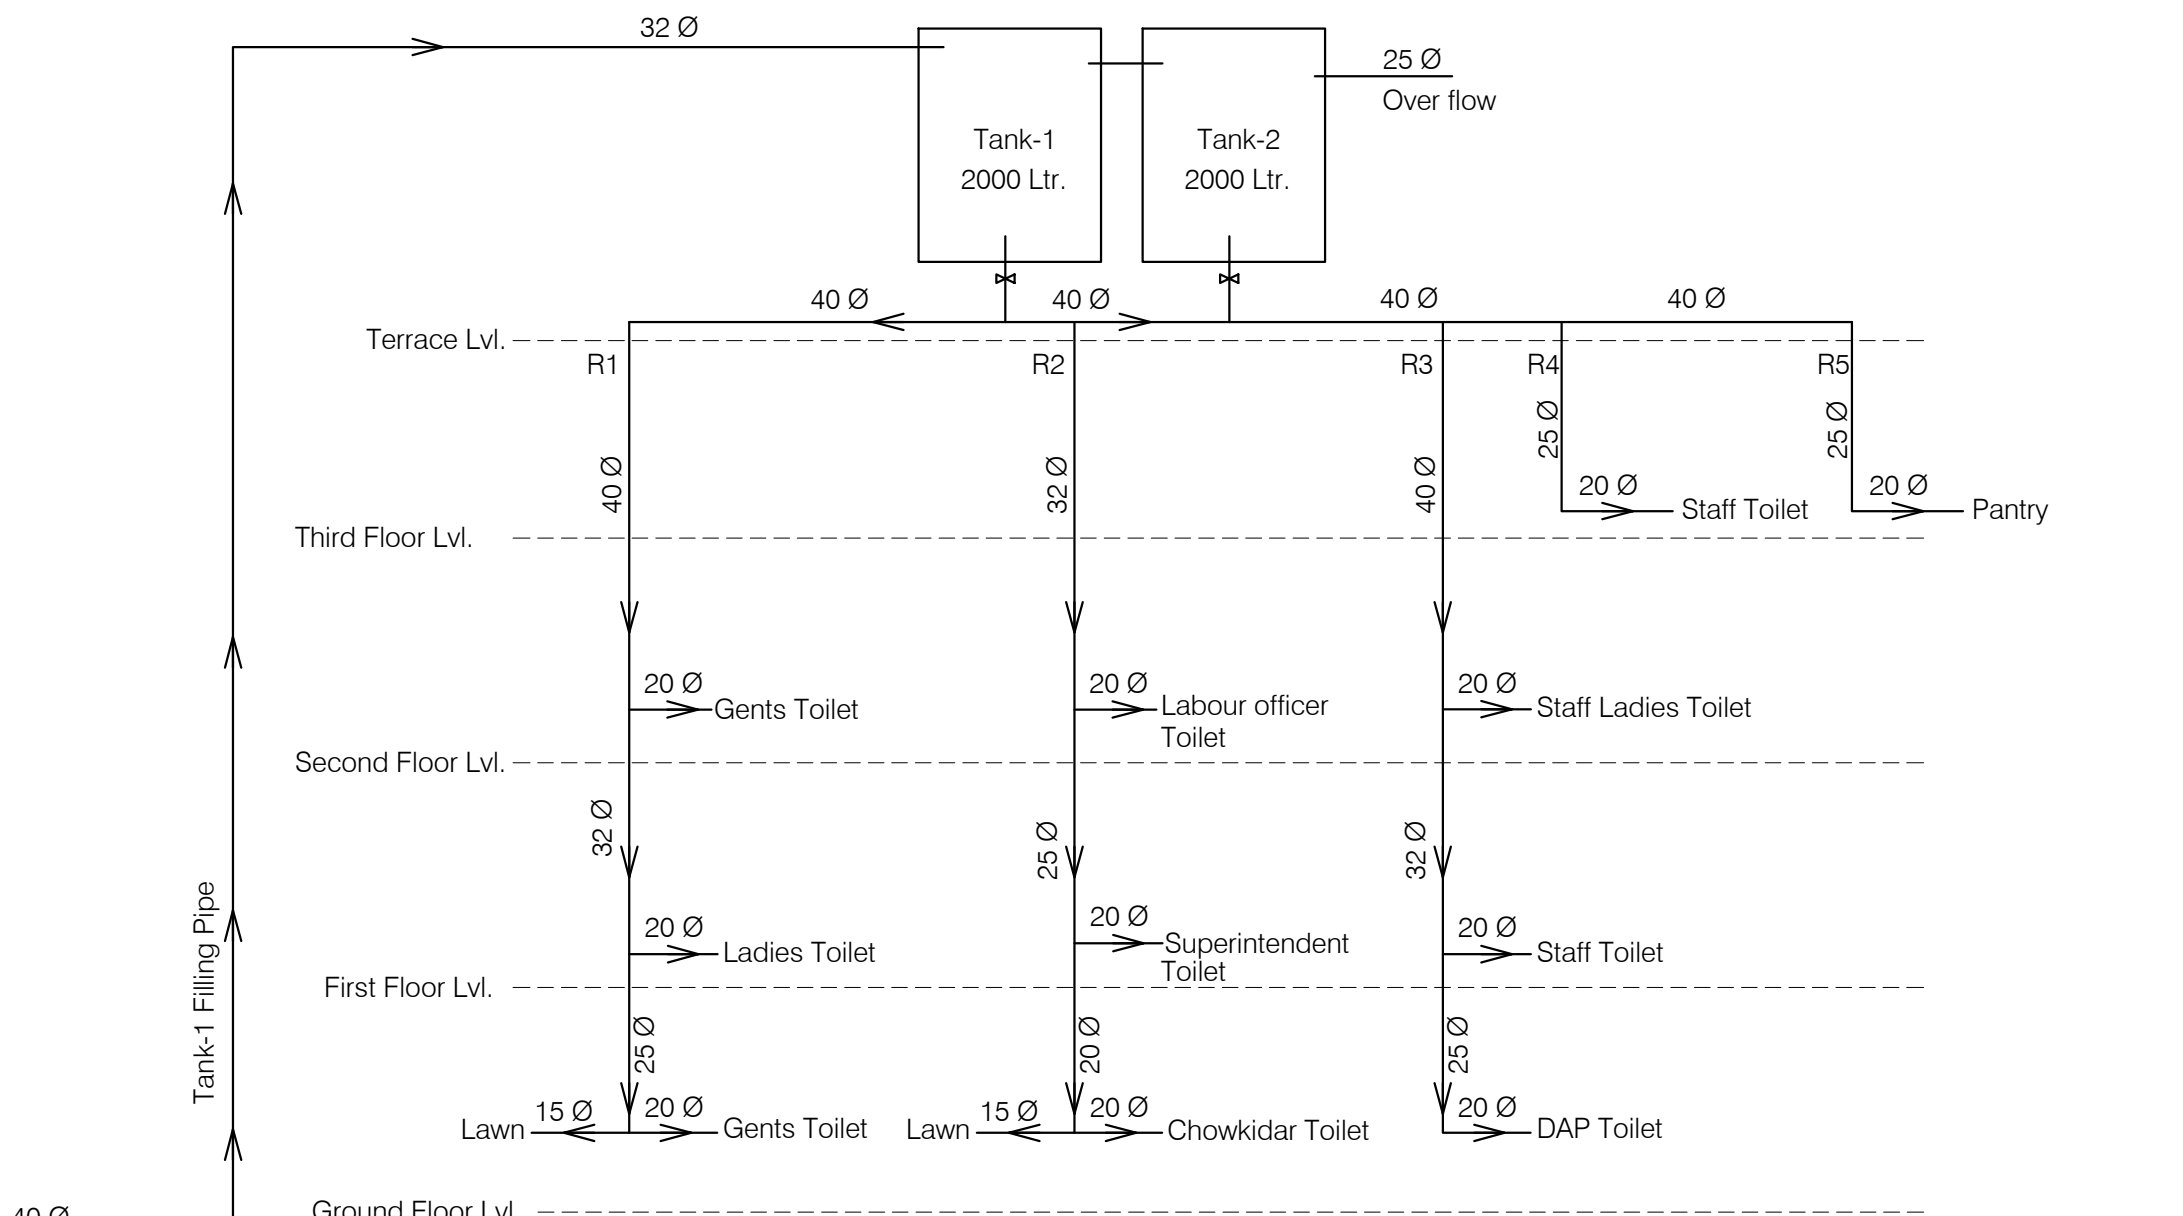 32 Ø
25 Ø
Over flow
Tank-1
2000 Ltr.
Tank-2
2000 Ltr.
40 Ø
40 Ø
40 Ø
40 Ø
Terrace Lvl.
R1
R2
R3
R4
R5
40 Ø
32 Ø
40 Ø
25 Ø
25 Ø
20 Ø
Staff Toilet
20 Ø
Pantry
Third Floor Lvl.
20 Ø
Gents Toilet
20 Ø
Labour officer
Toilet
20 Ø
Staff Ladies Toilet
Second Floor Lvl.
32 Ø
25 Ø
32 Ø
20 Ø
Ladies Toilet
20 Ø
Superintendent
Toilet
20 Ø
Staff Toilet
Tank-1 Filling Pipe
First Floor Lvl.
25 Ø
20 Ø
25 Ø
Lawn
15 Ø
20 Ø
Gents Toilet
Lawn
15 Ø
20 Ø
Chowkidar Toilet
20 Ø
DAP Toilet
40 Ø
Ground Floor Lvl